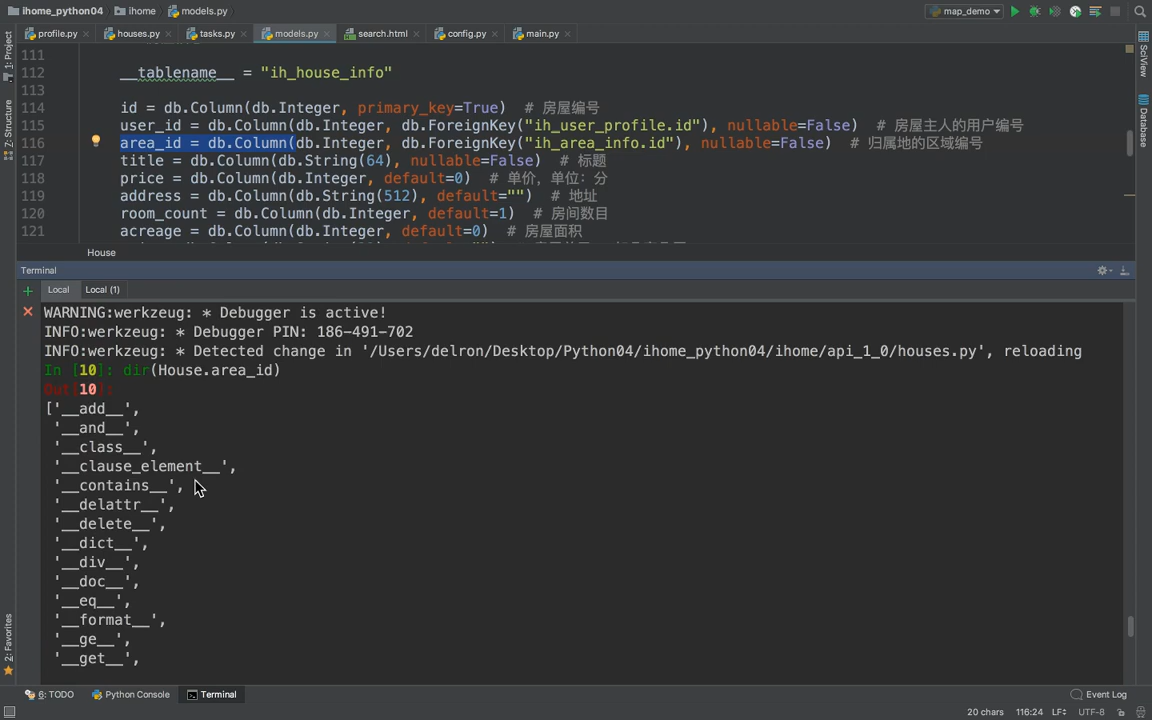 ihome_python04 ihome models.py map_demo
profile.py houses.py tasks.py models.py search.html config.py main.py
1: Project
Z: Structure
2: Favorites
SciView
Database
111
112 __tablename__ = "ih_house_info"
113
114 id = db.Column(db.Integer, primary_key=True) # 房屋编号
115 user_id = db.Column(db.Integer, db.ForeignKey("ih_user_profile.id"), nullable=False) # 房屋主人的用户编号
116 area_id = db.Column(db.Integer, db.ForeignKey("ih_area_info.id"), nullable=False) # 归属地的区域编号
117 title = db.Column(db.String(64), nullable=False) # 标题
118 price = db.Column(db.Integer, default=0) # 单价，单位：分
119 address = db.Column(db.String(512), default="") # 地址
120 room_count = db.Column(db.Integer, default=1) # 房间数目
121 acreage = db.Column(db.Integer, default=0) # 房屋面积
House
Terminal
Local Local (1)
WARNING:werkzeug: * Debugger is active!
INFO:werkzeug: * Debugger PIN: 186-491-702
INFO:werkzeug: * Detected change in '/Users/delron/Desktop/Python04/ihome_python04/ihome/api_1_0/houses.py', reloading
In [10]: dir(House.area_id)
Out[10]:
['__add__',
'__and__',
'__class__',
'__clause_element__',
'__contains__',
'__delattr__',
'__delete__',
'__dict__',
'__div__',
'__doc__',
'__eq__',
'__format__',
'__ge__',
'__get__',
6: TODO Python Console Terminal Event Log
20 chars 116:24 LF UTF-8